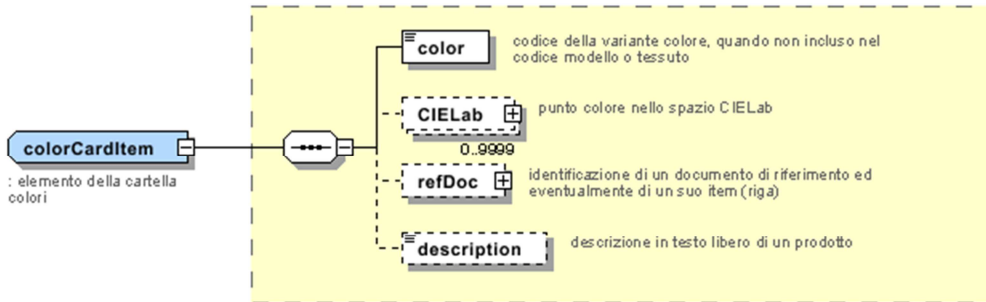 color
codice della variante colore, quando non incluso nel
codice modello o tessuto
CIELab
punto colore nello spazio CIELab
0..9999
colorCardItem
: elemento della cartella
colori
refDoc
identificazione di un documento di riferimento ed
eventualmente di un suo item (riga)
description
descrizione in testo libero di un prodotto